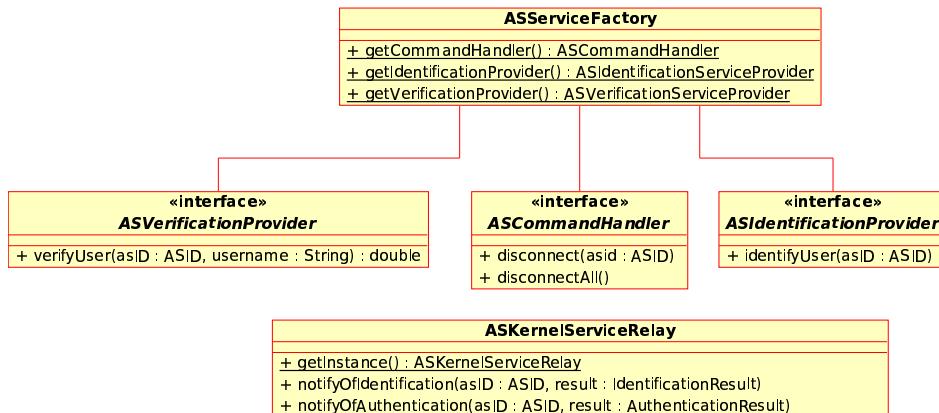 ASServiceFactory
+ getCommandHandler() : ASCommandHandler
+ getIdentificationProvider() : ASIdentificationServiceProvider
+ getVerificationProvider() : ASVerificationServiceProvider
«interface»
ASVerificationProvider
+ verifyUser(asID : ASID, username : String) : double
«interface»
ASCommandHandler
+ disconnect(asid : ASID)
+ disconnectAll()
«interface»
ASIdentificationProvider
+ identifyUser(asID : ASID)
ASKernelServiceRelay
+ getInstance() : ASKernelServiceRelay
+ notifyOfIdentification(asID : ASID, result : IdentificationResult)
+ notifyOfAuthentication(asID : ASID, result : AuthenticationResult)